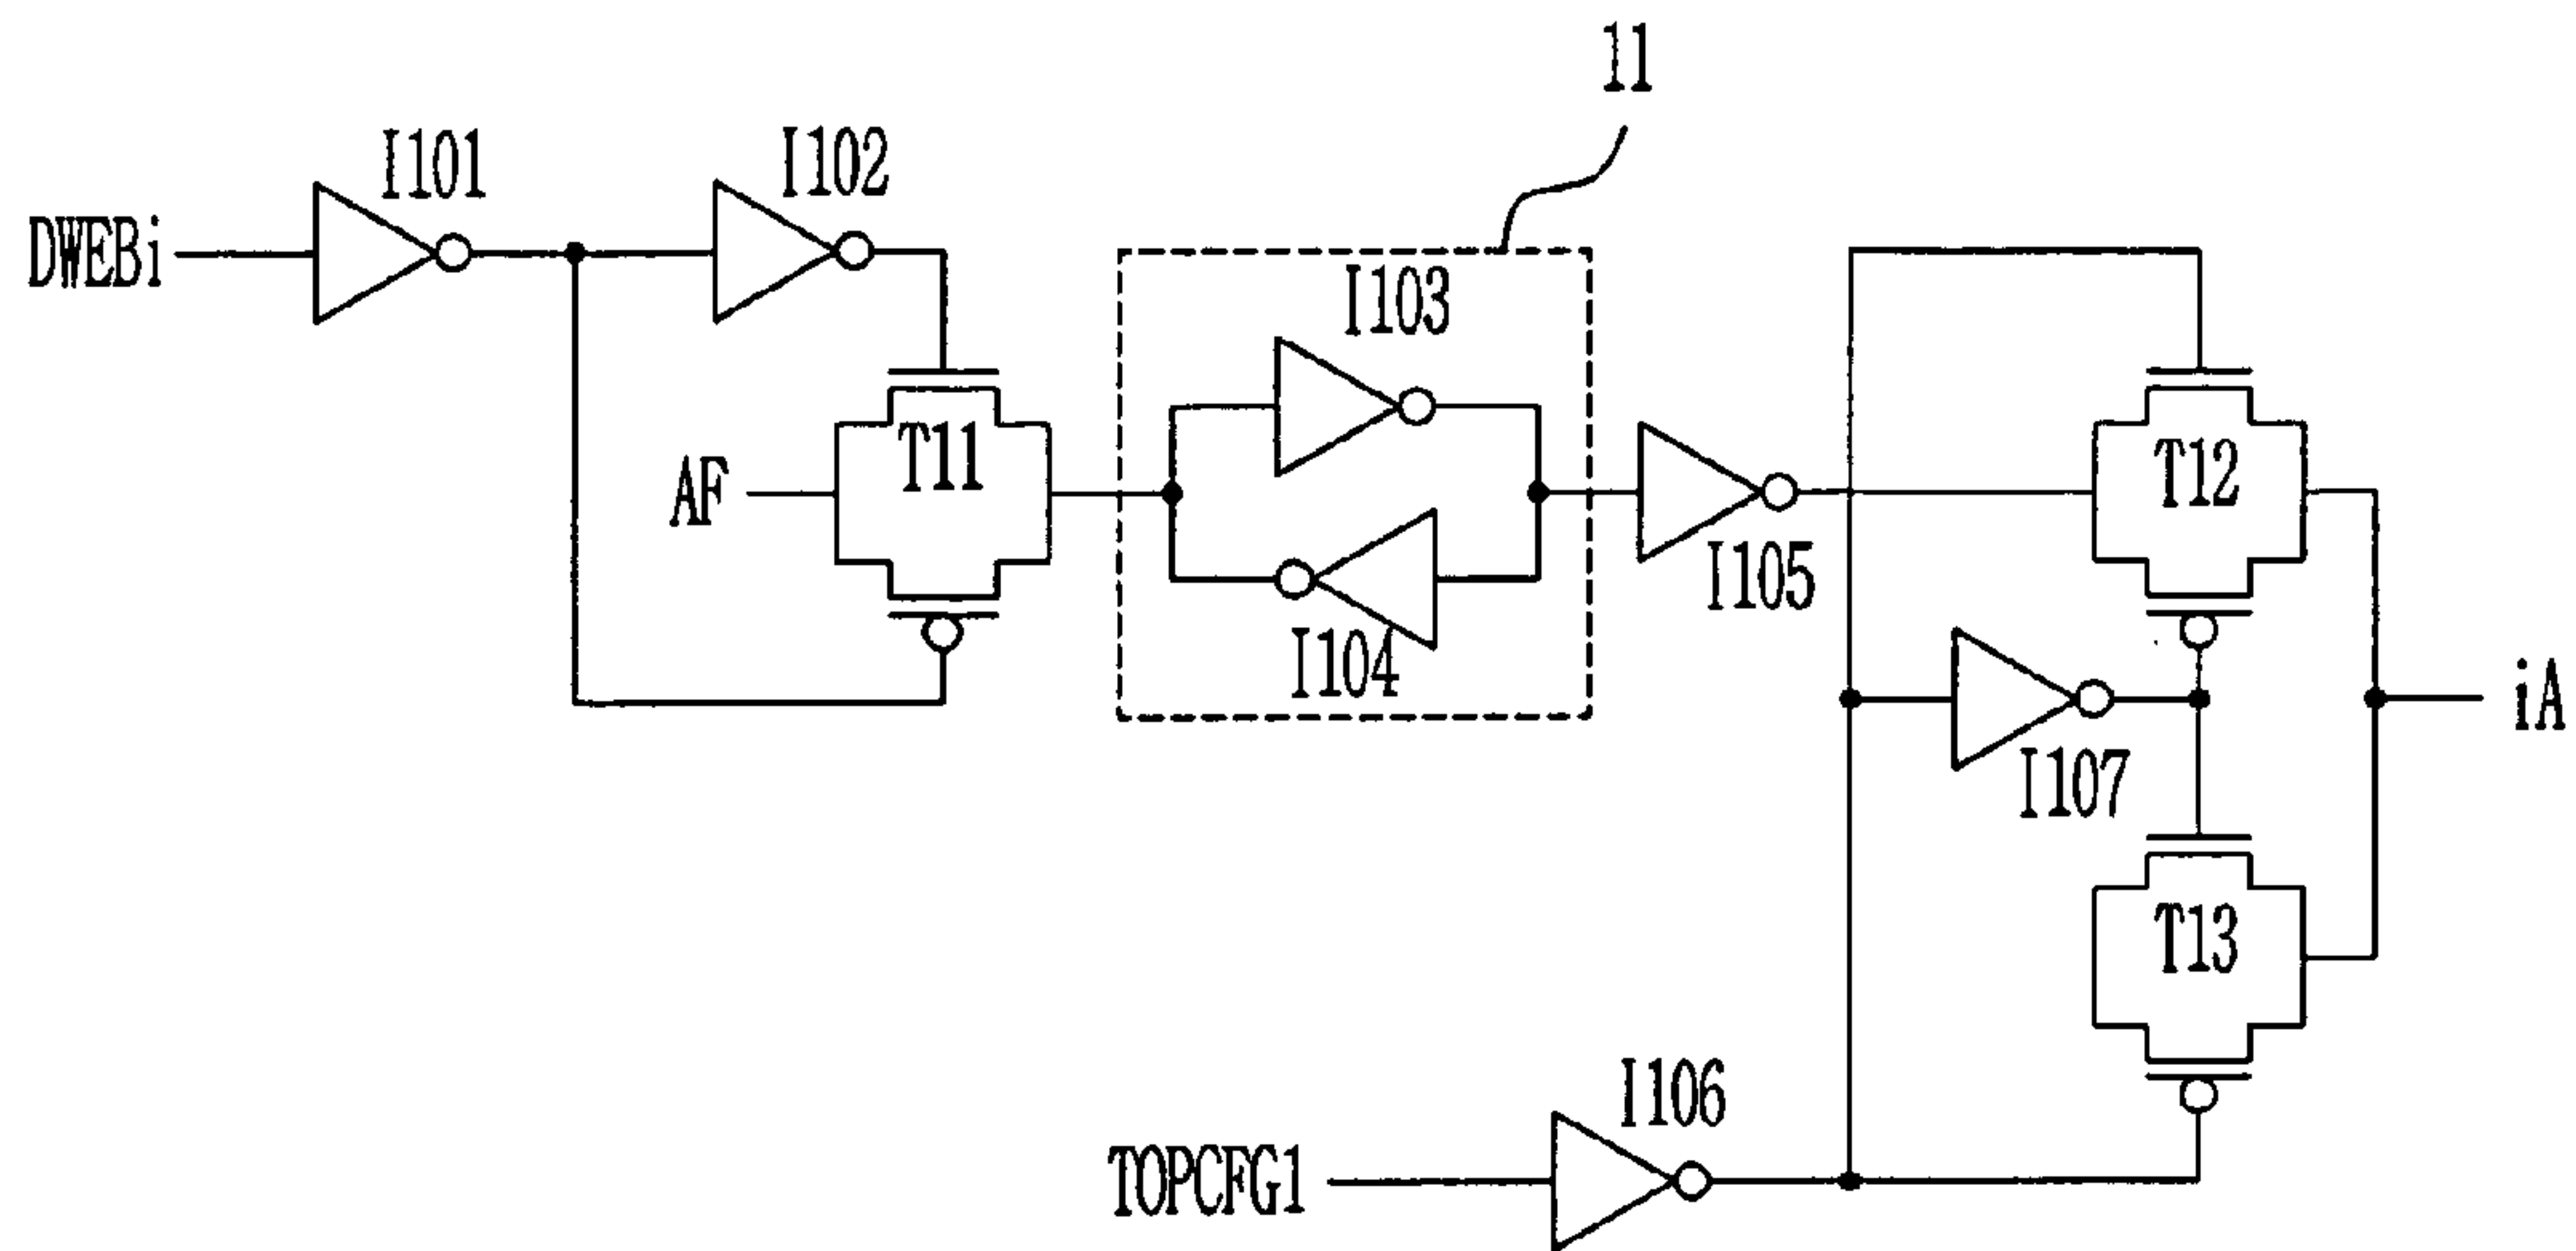 11
I101
I102
DWEBi
I103
T11
AF
T12
I105
I104
iA
I107
T13
I106
TOPCFG1